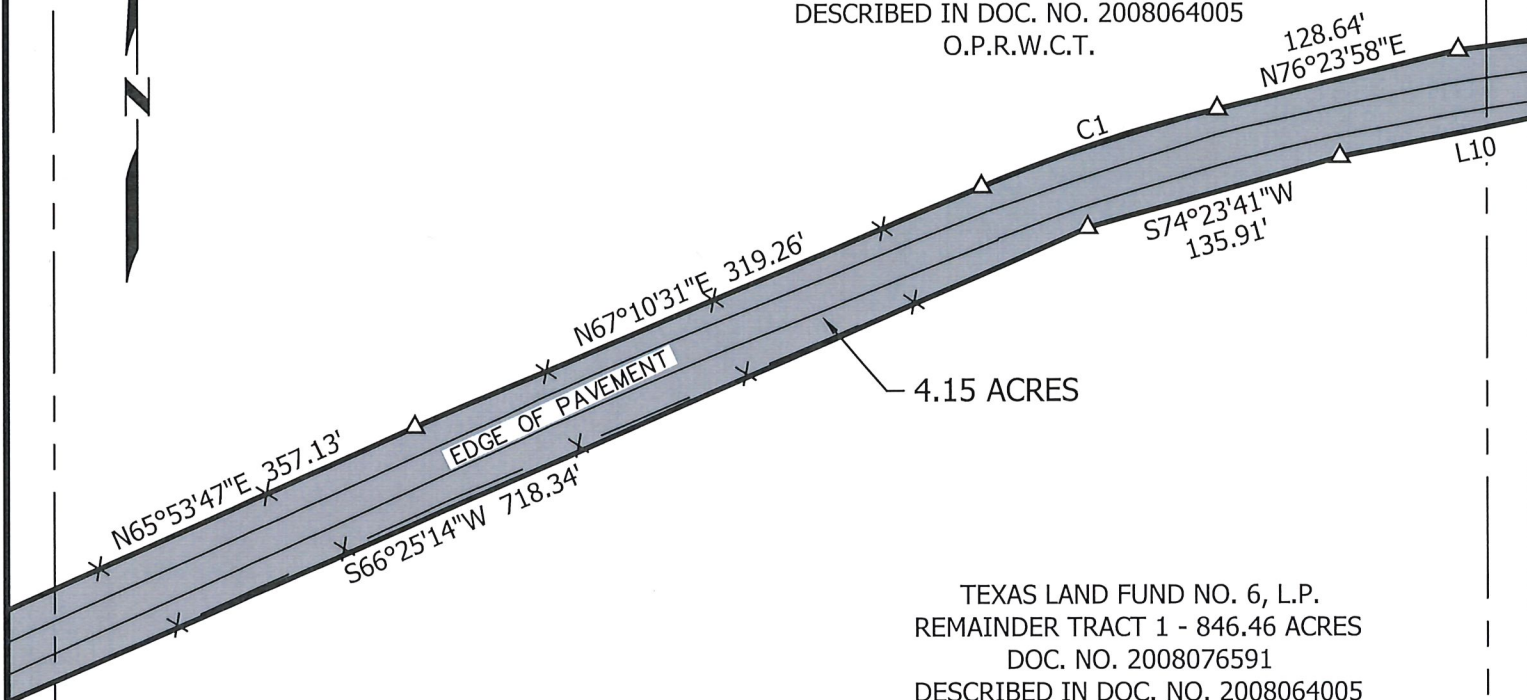 DESCRIBED IN DOC. NO. 2008064005
O.P.R.W.C.T.
128.64'
N76°23'58"E
N
C1
L10
S74°23'41"W
135.91'
N67°10'31"E 319.26'
EDGE OF PAVEMENT
4.15 ACRES
N65°53'47"E 357.13'
S66°25'14"W 718.34'
TEXAS LAND FUND NO. 6, L.P.
REMAINDER TRACT 1 - 846.46 ACRES
DOC. NO. 2008076591
DESCRIBED IN DOC. NO. 2008064005